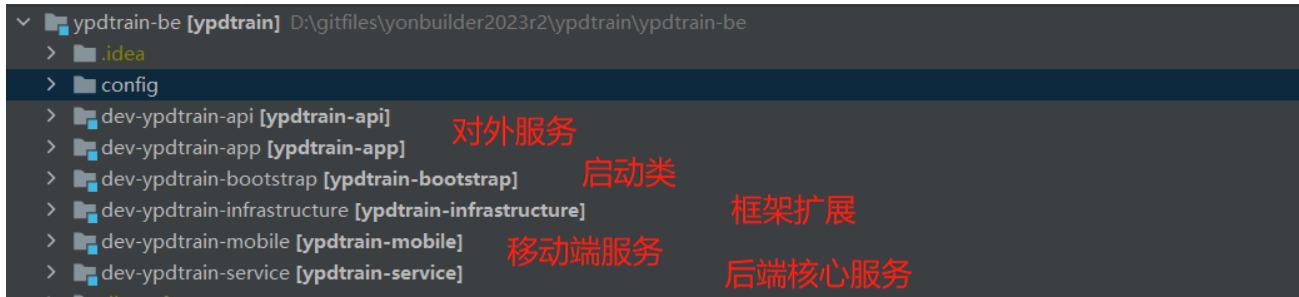 ypdtrain-be [ypdtrain] D:\gitfiles\yonbuilder2023r2\ypdtrain\ypdtrain-be
.idea
config
dev-ypdtrain-api [ypdtrain-api]
对外服务
dev-ypdtrain-app [ypdtrain-app]
启动类
dev-ypdtrain-bootstrap [ypdtrain-bootstrap]
dev-ypdtrain-infrastructure [ypdtrain-infrastructure]
框架扩展
dev-ypdtrain-mobile [ypdtrain-mobile]
移动端服务
dev-ypdtrain-service [ypdtrain-service]
后端核心服务